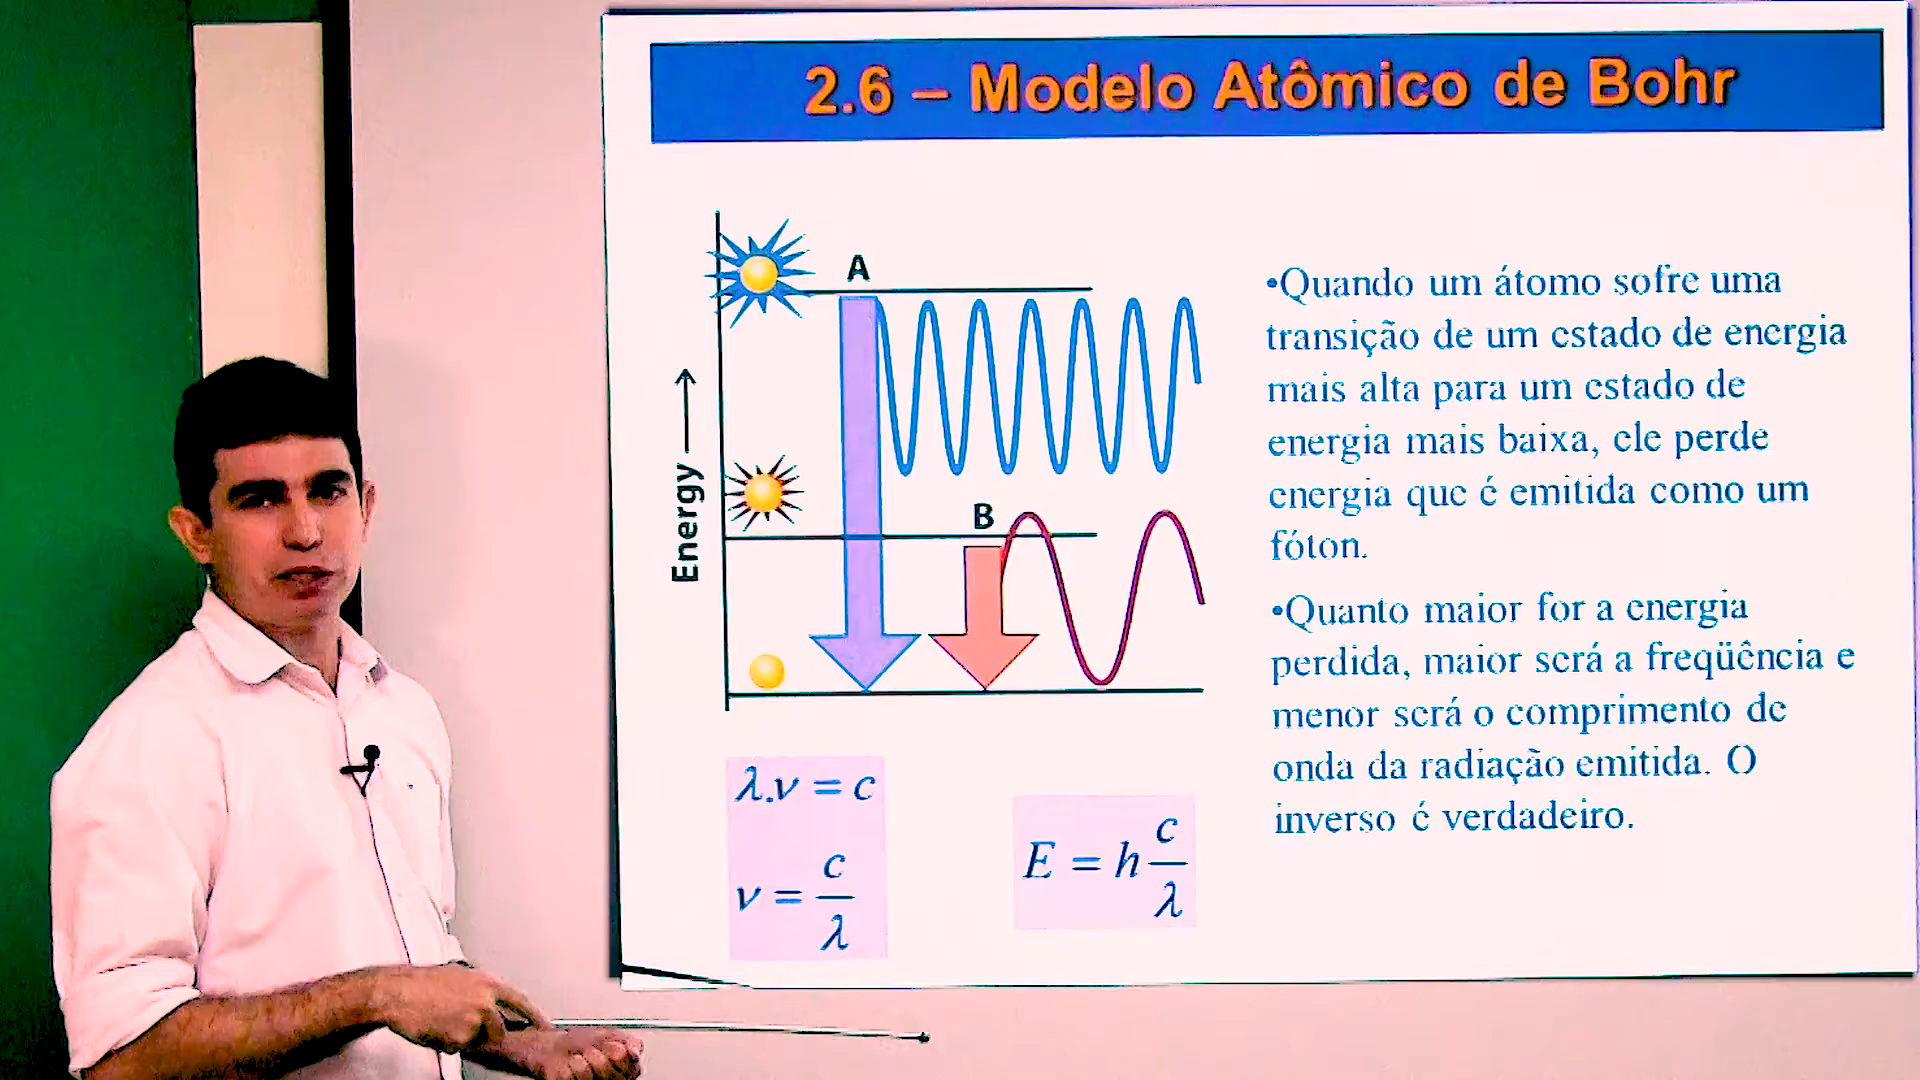 2.6 – Modelo Atômico de Bohr
A
B
Energy
•Quando um átomo sofre uma
transição de um estado de energia
mais alta para um estado de
energia mais baixa, ele perde
energia que é emitida como um
fóton.
•Quanto maior for a energia
perdida, maior será a freqüência e
menor será o comprimento de
onda da radiação emitida. O
inverso é verdadeiro.
λ.ν = c
ν = c/λ
E = h c/λ